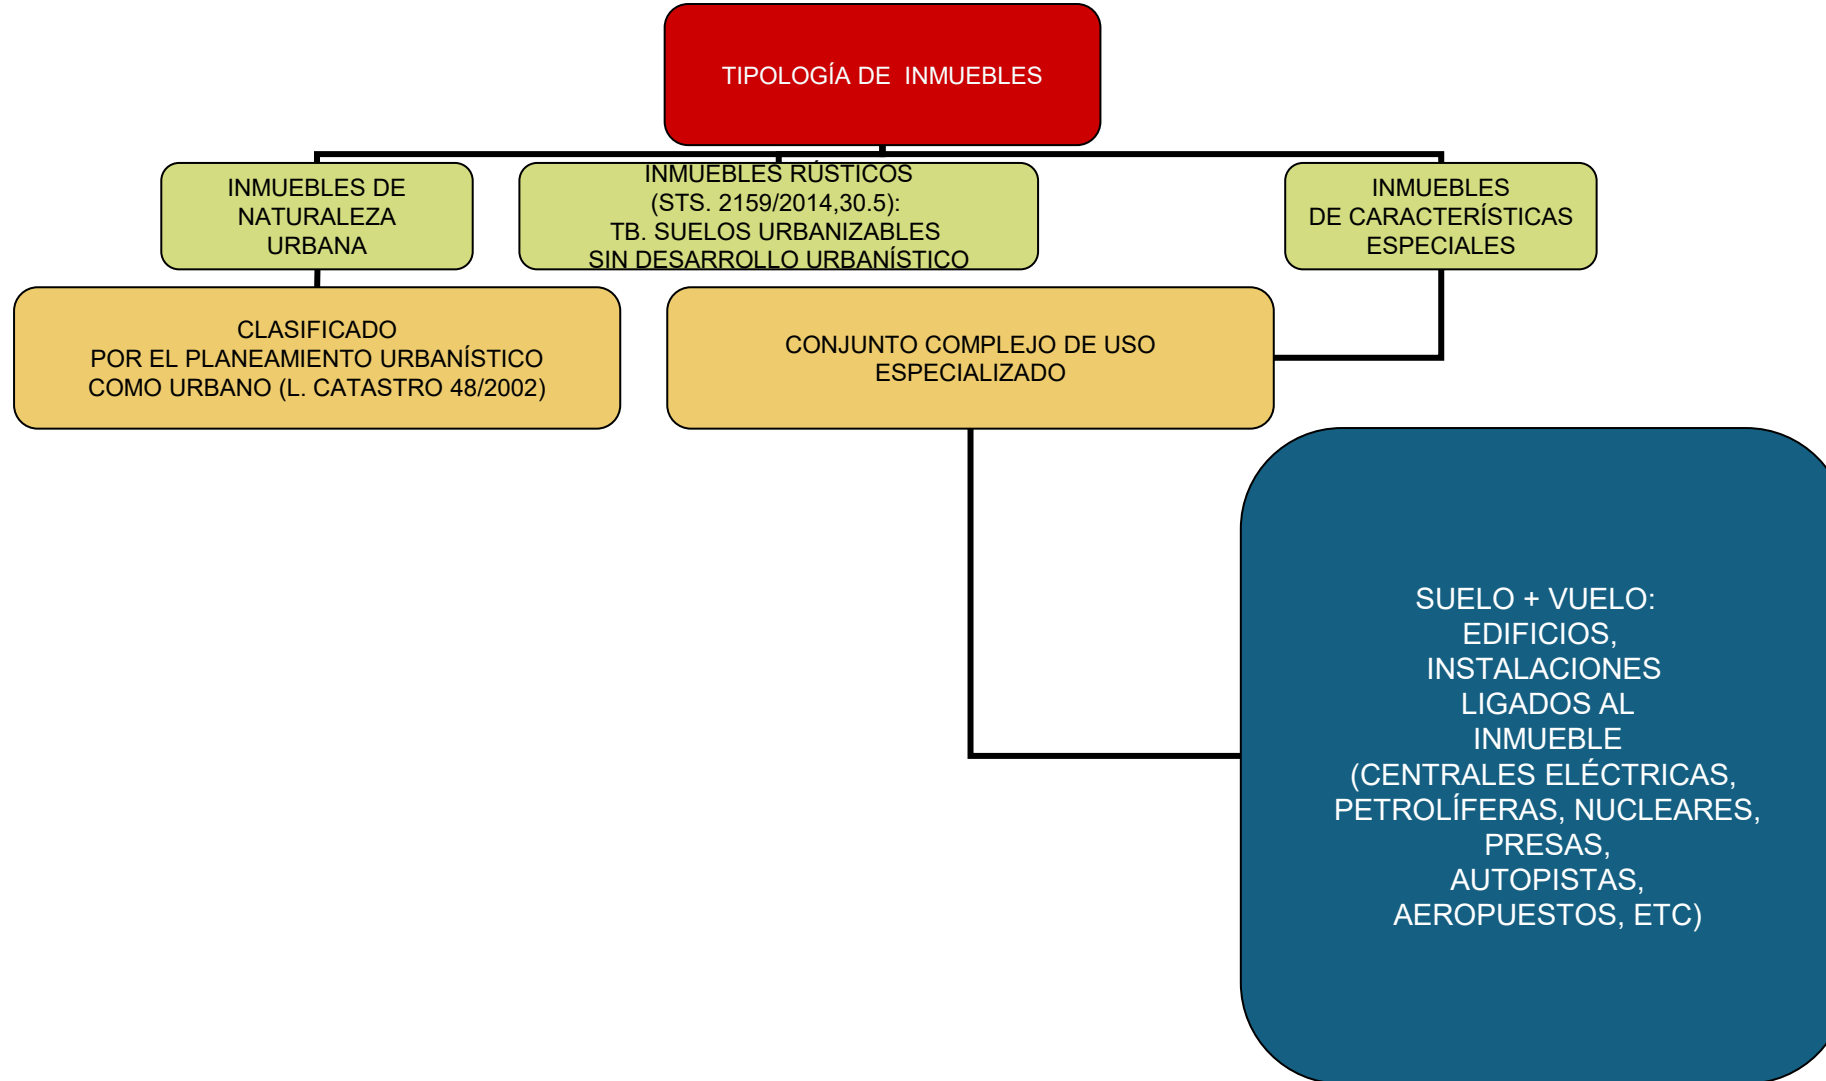 TIPOLOGÍA DE INMUEBLES
INMUEBLES DE
NATURALEZA
URBANA
INMUEBLES RÚSTICOS
(STS. 2159/2014,30.5):
TB. SUELOS URBANIZABLES
SIN DESARROLLO URBANÍSTICO
INMUEBLES
DE CARACTERÍSTICAS
ESPECIALES
CLASIFICADO
POR EL PLANEAMIENTO URBANÍSTICO
COMO URBANO (L. CATASTRO 48/2002)
CONJUNTO COMPLEJO DE USO
ESPECIALIZADO
SUELO + VUELO:
EDIFICIOS,
INSTALACIONES
LIGADOS AL
INMUEBLE
(CENTRALES ELÉCTRICAS,
PETROLÍFERAS, NUCLEARES,
PRESAS,
AUTOPISTAS,
AEROPUESTOS, ETC)